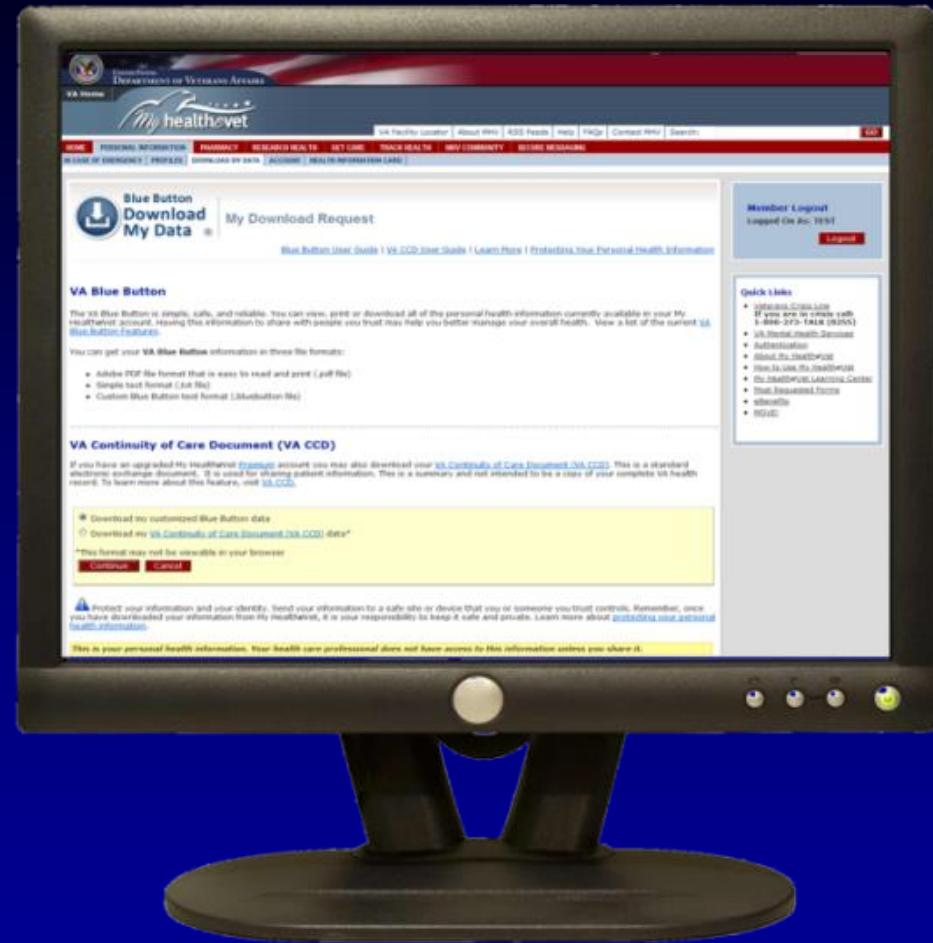 United States
DEPARTMENT OF VETERANS AFFAIRS
VA Home
My healthevet
VA Facility Locator | About MHV | RSS Feeds | Help | FAQs | Contact MHV | Search: GO
HOME PERSONAL INFORMATION PHARMACY RESEARCH HEALTH GET CARE TRACK HEALTH MHV COMMUNITY SECURE MESSAGING
IN CASE OF EMERGENCY | PROFILES | DOWNLOAD MY DATA | ACCOUNT | HEALTH INFORMATION CARD
Blue Button
Download
My Data ®
My Download Request
Blue Button User Guide | VA CCD User Guide | Learn More | Protecting Your Personal Health Information
VA Blue Button
The VA Blue Button is simple, safe, and reliable. You can view, print or download all of the personal health information currently available in your My
HealtheVet account. Having this information to share with people you trust may help you better manage your overall health. View a list of the current VA
Blue Button Features.
You can get your VA Blue Button information in three file formats:
• Adobe PDF file format that is easy to read and print (.pdf file)
• Simple text format (.txt file)
• Custom Blue Button text format (.bluebutton file)
VA Continuity of Care Document (VA CCD)
If you have an upgraded My HealtheVet Premium account you may also download your VA Continuity of Care Document (VA CCD). This is a standard
electronic exchange document. It is used for sharing patient information. This is a summary and not intended to be a copy of your complete VA health
record. To learn more about this feature, visit VA CCD.
Download my customized Blue Button data
Download my VA Continuity of Care Document (VA CCD) data*
*This format may not be viewable in your browser
Continue Cancel
Protect your information and your identity. Send your information to a safe site or device that you or someone you trust controls. Remember, once
you have downloaded your information from My HealtheVet, it is your responsibility to keep it safe and private. Learn more about protecting your personal
health information.
This is your personal health information. Your health care professional does not have access to this information unless you share it.
Member Logout
Logged On As: TEST
Logout
Quick Links
• Veterans Crisis Line
If you are in crisis call:
1-800-273-TALK (8255)
• VA Mental Health Services
• Authentication
• About My HealtheVet
• How to Use My HealtheVet
• My HealtheVet Learning Center
• Most Requested Forms
• eBenefits